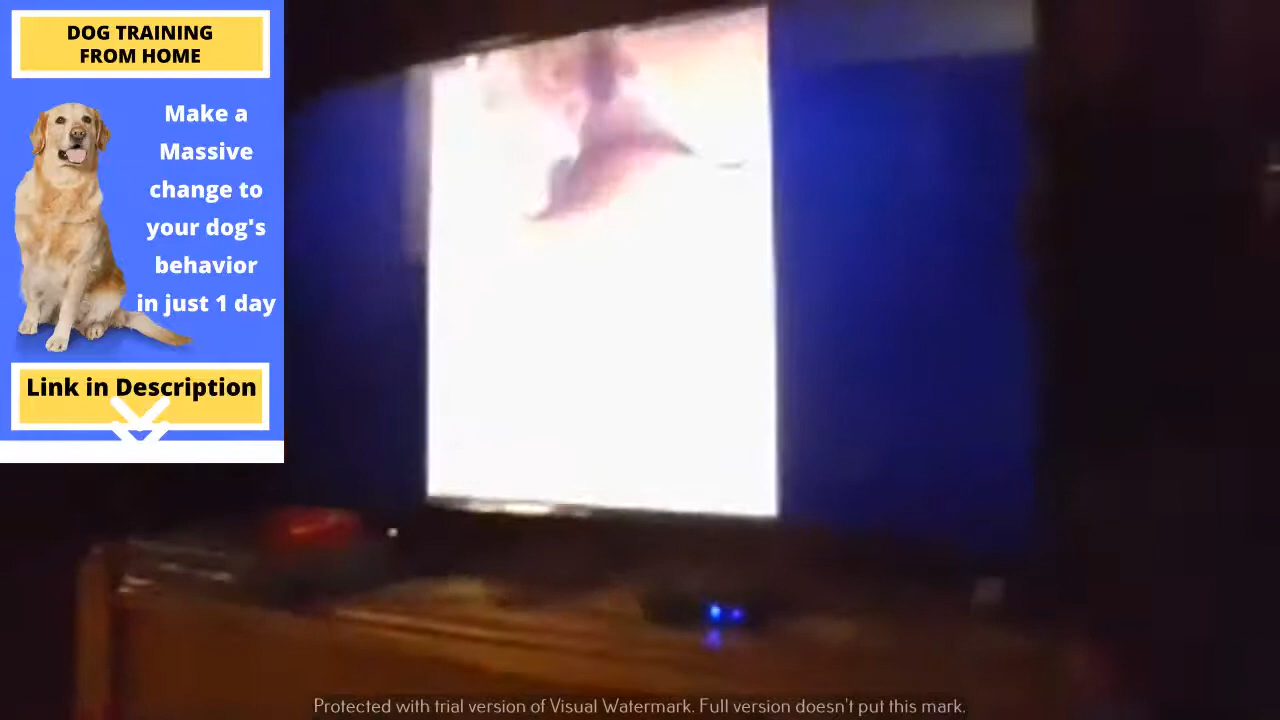 DOG TRAINING
FROM HOME
Make a
Massive
change to
your dog's
behavior
in just 1 day
Link in Description
Protected with trial version of Visual Watermark. Full version doesn't put this mark.